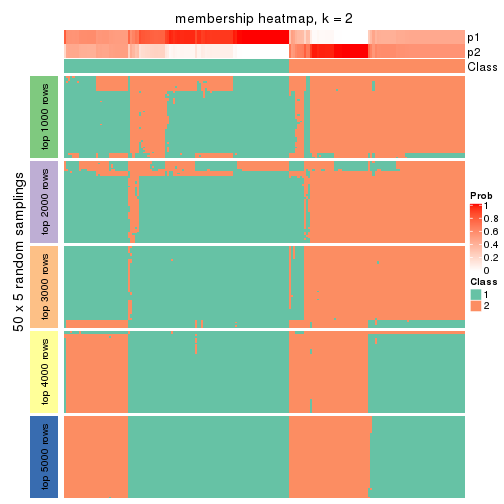 membership heatmap, k = 2
p1
p2
Class
50 x 5 random samplings
top 1000 rows
top 2000 rows
top 3000 rows
top 4000 rows
top 5000 rows
Prob
1
0.8
0.6
0.4
0.2
0
Class
1
2